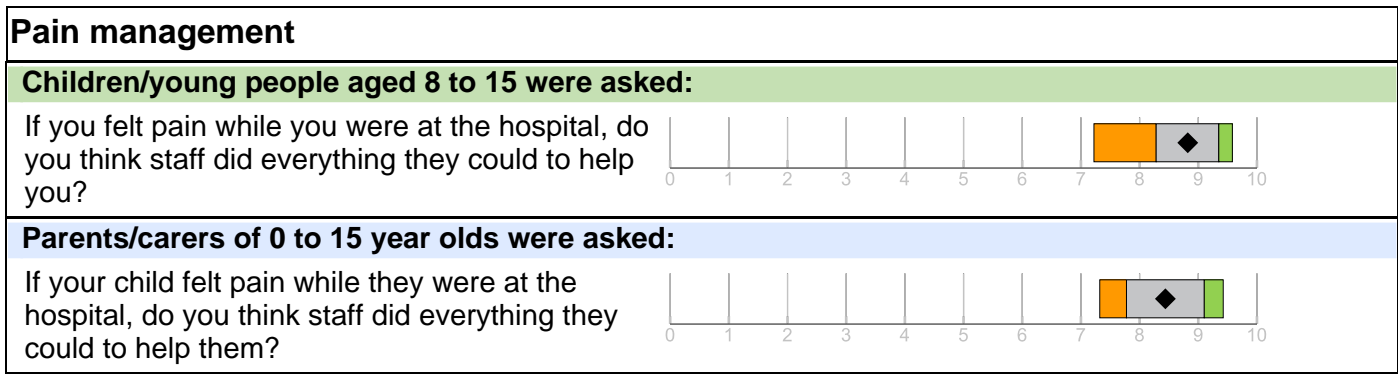 Pain management
Children/young people aged 8 to 15 were asked:
If you felt pain while you were at the hospital, do
you think staff did everything they could to help
you?
0 1 2 3 4 5 6 7 8 9 10
Parents/carers of 0 to 15 year olds were asked:
If your child felt pain while they were at the
hospital, do you think staff did everything they
could to help them?
0 1 2 3 4 5 6 7 8 9 10